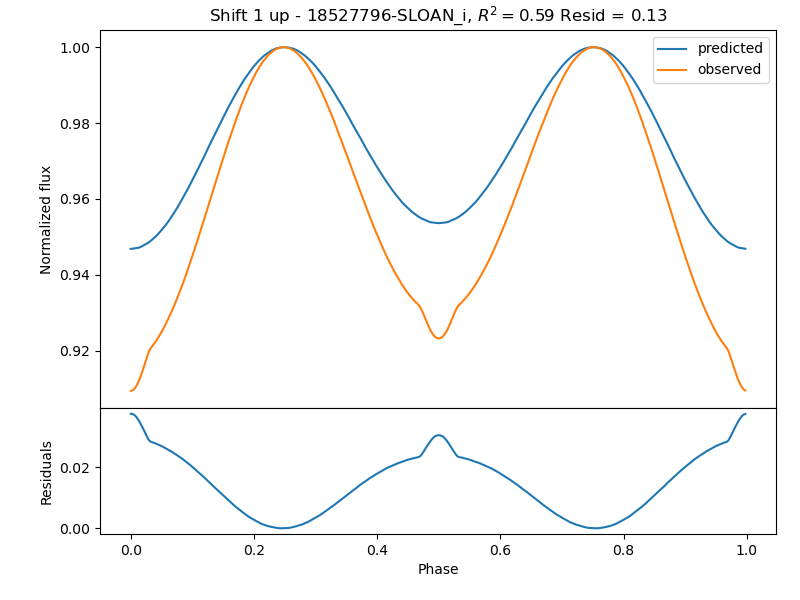 Shift 1 up - 18527796-SLOAN_i, R² = 0.59 Resid = 0.13
predicted
observed
1.00
0.98
0.96
0.94
0.92
Normalized flux
0.02
0.00
Residuals
0.0 0.2 0.4 0.6 0.8 1.0
Phase